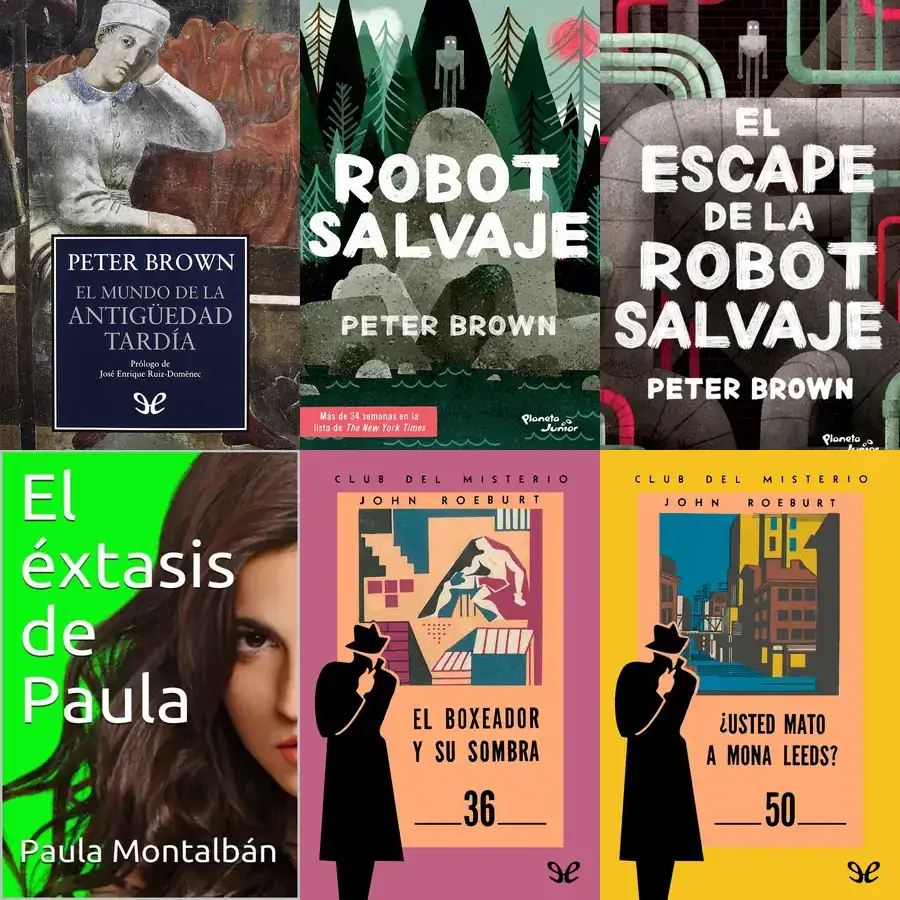 PETER BROWN
EL MUNDO DE LA
ANTIGÜEDAD
TARDÍA
Prólogo de
José Enrique Ruiz-Domènec
ROBOT
SALVAJE
PETER BROWN
Más de 34 semanas en la
lista de The New York Times
Planeta
Junior
EL
ESCAPE
DE LA
ROBOT
SALVAJE
PETER BROWN
Planeta
Junior
El
éxtasis
de
Paula
Paula Montalbán
CLUB DEL MISTERIO
JOHN ROEBURT
EL BOXEADOR
Y SU SOMBRA
36
CLUB DEL MISTERIO
JOHN ROEBURT
¿USTED MATO
A MONA LEEDS?
50